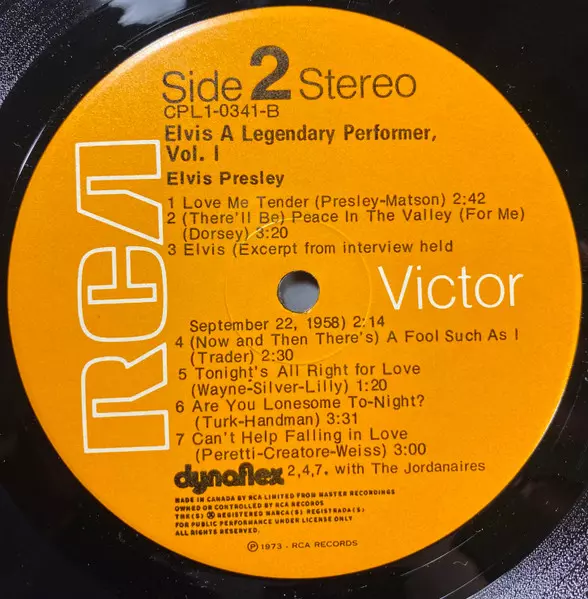 Side 2 Stereo
CPL1-0341-B
Elvis A Legendary Performer,
Vol. I
Elvis Presley
1 Love Me Tender (Presley-Matson) 2:42
2 (There'll Be) Peace In The Valley (For Me)
(Dorsey) 3:20
3 Elvis (Excerpt from interview held
RCA
Victor
September 22, 1958) 2:14
4 (Now and Then There's) A Fool Such As I
(Trader) 2:30
5 Tonight's All Right for Love
(Wayne-Silver-Lilly) 1:20
6 Are You Lonesome To-Night?
(Turk-Handman) 3:31
7 Can't Help Falling in Love
(Peretti-Creatore-Weiss) 3:00
dynaflex 2,4,7. with The Jordanaires
MADE IN CANADA BY RCA LIMITED FROM MASTER RECORDINGS
OWNED OR CONTROLLED BY RCA RECORDS
TMK(S) ® REGISTERED MARCA(S) REGISTRADA(S)
FOR PUBLIC PERFORMANCE UNDER LICENSE ONLY
ALL RIGHTS RESERVED.
℗ 1973 - RCA RECORDS